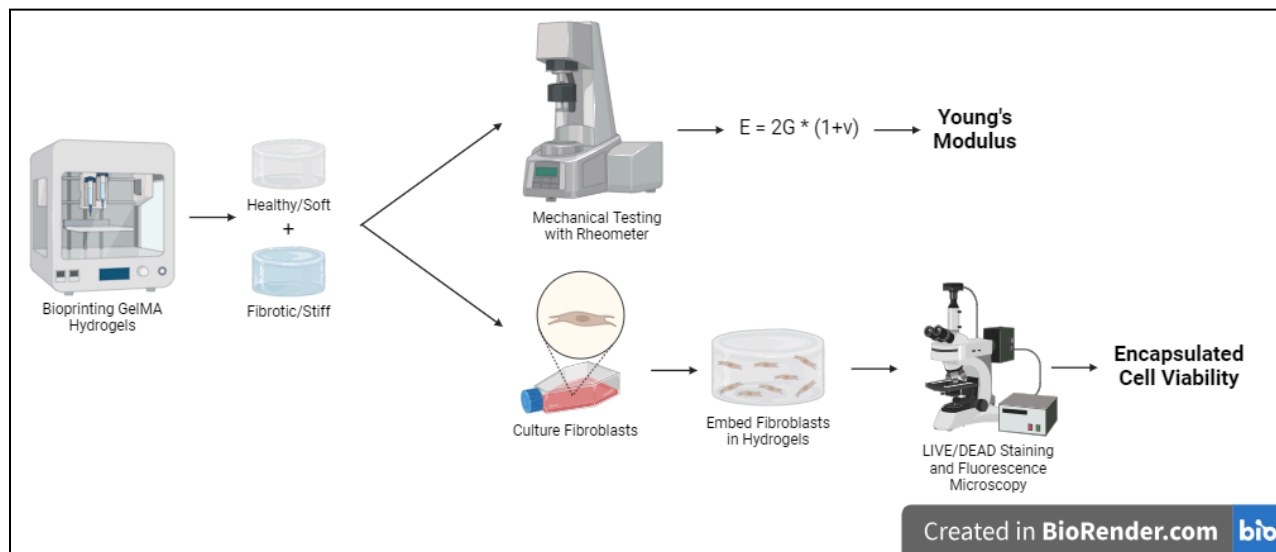 Bioprinting GelMA
Hydrogels
Healthy/Soft
+
Fibrotic/Stiff
Mechanical Testing
with Rheometer
E = 2G * (1+v)
Young's
Modulus
Culture Fibroblasts
Embed Fibroblasts
in Hydrogels
LIVE/DEAD Staining
and Fluorescence
Microscopy
Encapsulated
Cell Viability
Created in BioRender.com bio